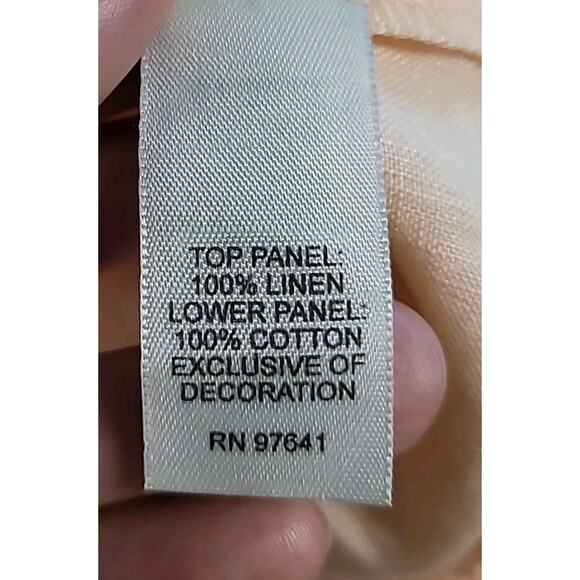 TOP PANEL:
100% LINEN
LOWER PANEL:
100% COTTON
EXCLUSIVE OF
DECORATION
RN 97641